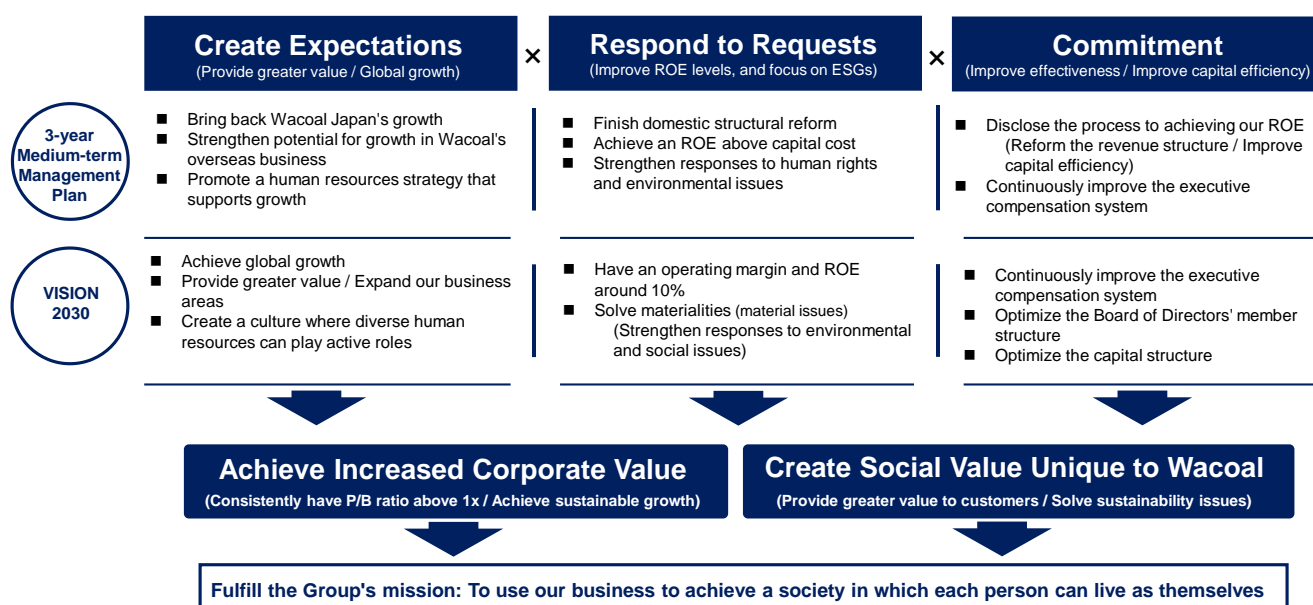 Create Expectations
(Provide greater value / Global growth)
×
Respond to Requests
(Improve ROE levels, and focus on ESGs)
×
Commitment
(Improve effectiveness / Improve capital efficiency)
3-year
Medium-term
Management
Plan
■ Bring back Wacoal Japan's growth
■ Strengthen potential for growth in Wacoal's
overseas business
■ Promote a human resources strategy that
supports growth
■ Finish domestic structural reform
■ Achieve an ROE above capital cost
■ Strengthen responses to human rights
and environmental issues
■ Disclose the process to achieving our ROE
(Reform the revenue structure / Improve
capital efficiency)
■ Continuously improve the executive
compensation system
VISION
2030
■ Achieve global growth
■ Provide greater value / Expand our business
areas
■ Create a culture where diverse human
resources can play active roles
■ Have an operating margin and ROE
around 10%
■ Solve materialities (material issues)
(Strengthen responses to environmental
and social issues)
■ Continuously improve the executive
compensation system
■ Optimize the Board of Directors' member
structure
■ Optimize the capital structure
Achieve Increased Corporate Value
(Consistently have P/B ratio above 1x / Achieve sustainable growth)
Create Social Value Unique to Wacoal
(Provide greater value to customers / Solve sustainability issues)
Fulfill the Group's mission: To use our business to achieve a society in which each person can live as themselves